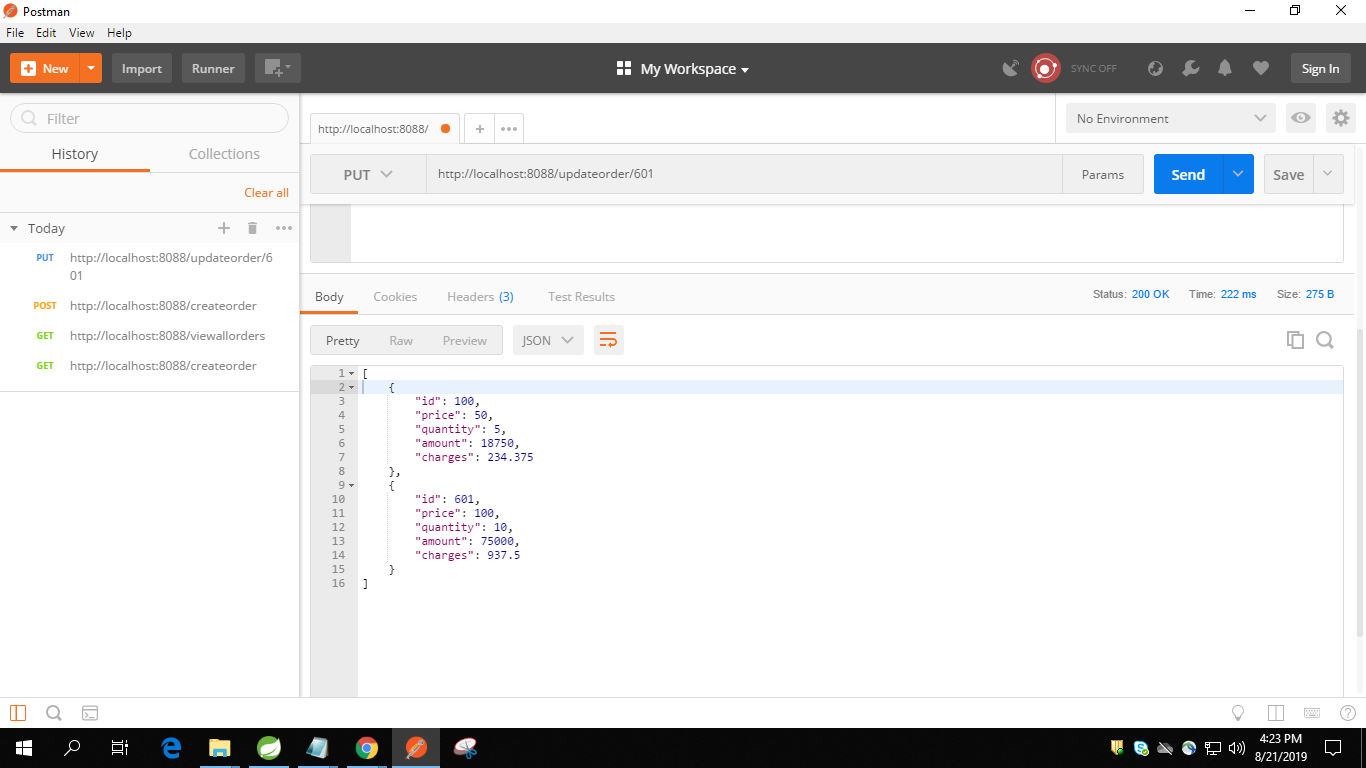 Postman
File Edit View Help
New Import Runner My Workspace SYNC OFF Sign In
Filter
History Collections
Clear all
Today
PUT http://localhost:8088/updateorder/6
01
POST http://localhost:8088/createorder
GET http://localhost:8088/viewallorders
GET http://localhost:8088/createorder
http://localhost:8088/ + ••• No Environment
PUT http://localhost:8088/updateorder/601 Params Send Save
Body Cookies Headers (3) Test Results Status: 200 OK Time: 222 ms Size: 275 B
Pretty Raw Preview JSON
1 [
2 {
3 "id": 100,
4 "price": 50,
5 "quantity": 5,
6 "amount": 18750,
7 "charges": 234.375
8 },
9 {
10 "id": 601,
11 "price": 100,
12 "quantity": 10,
13 "amount": 75000,
14 "charges": 937.5
15 }
16 ]
4:23 PM
8/21/2019